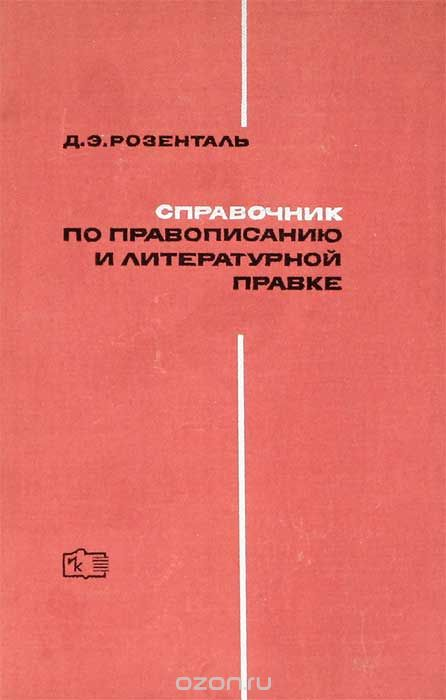 Д.Э.РОЗЕНТАЛЬ
СПРАВОЧНИК
ПО ПРАВОПИСАНИЮ
И ЛИТЕРАТУРНОЙ
ПРАВКЕ
ozon.ru